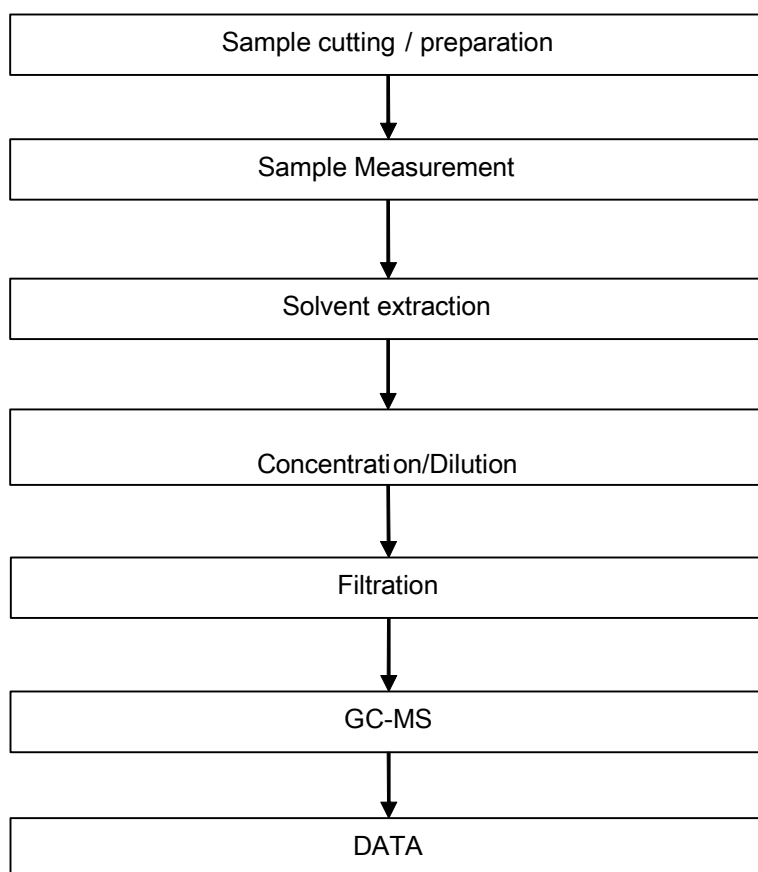 Sample cutting / preparation
Sample Measurement
Solvent extraction
Concentration/Dilution
Filtration
GC-MS
DATA